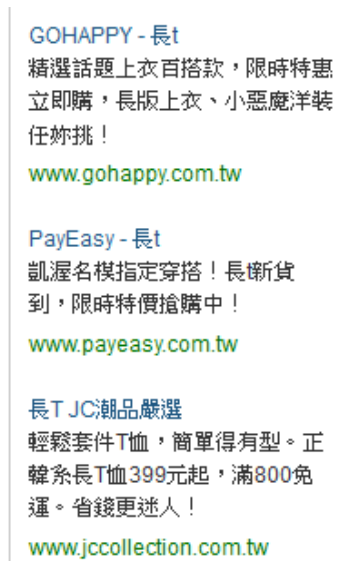 GOHAPPY - 長t
精選話題上衣百搭款，限時特惠
立即購，長版上衣、小惡魔洋裝
任妳挑！
www.gohappy.com.tw
PayEasy - 長t
凱渥名模指定穿搭！長t新貨
到，限時特價搶購中！
www.payeasy.com.tw
長T JC潮品嚴選
輕鬆套件T恤，簡單得有型。正
韓系長T恤399元起，滿800免
運。省錢更迷人！
www.jccollection.com.tw